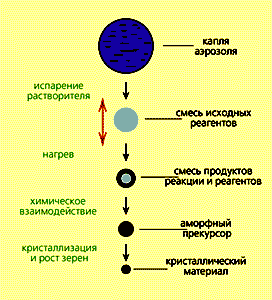 капля
аэрозоля
испарение
растворителя
смесь исходных
реагентов
нагрев
смесь продуктов
реакции и реагентов
химическое
взаимодействие
аморфный
прекурсор
кристаллизация
и рост зерен
кристаллический
материал